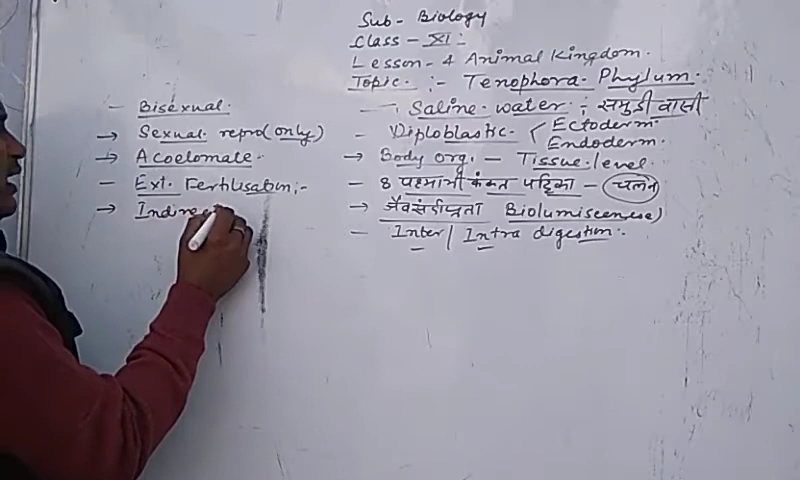 Sub- Biology
Class - XI :
Lesson- 4 Animal Kingdom.
Topic :- Tenophora Phylum.
- Saline water ÷ समुद्री वासी
- Diploblastic < Ectoderm. Endoderm.
→ Body org. - Tissue level.
- 8 पक्ष्माभी कंकत पट्टिका - चलन
→ जैवसंदीप्तता Biolumiscenese)
- Inter / Intra digestion:.
- Bisexual.
→ Sexual repro(only)
→ Acoelomate.
- Ext. Fertilisation;-
→ Indirec